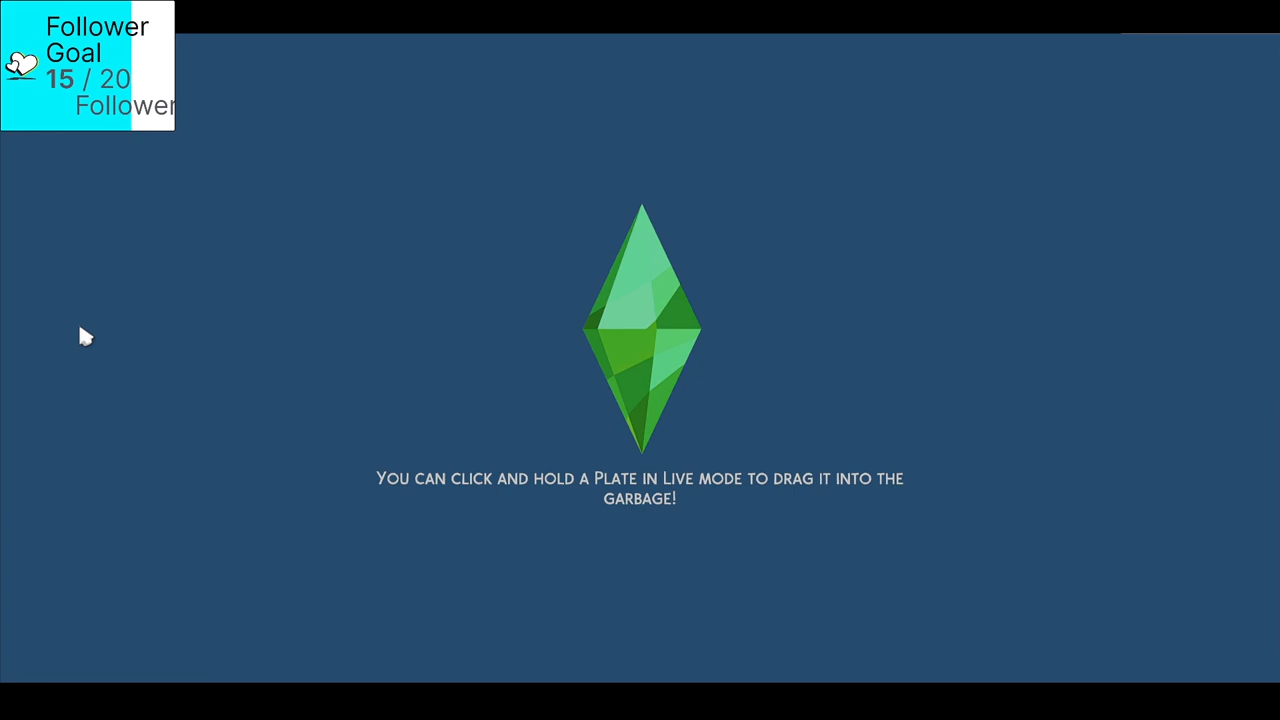 Follower
Goal
15 / 20
Follower
You can click and hold a Plate in Live mode to drag it into the
garbage!